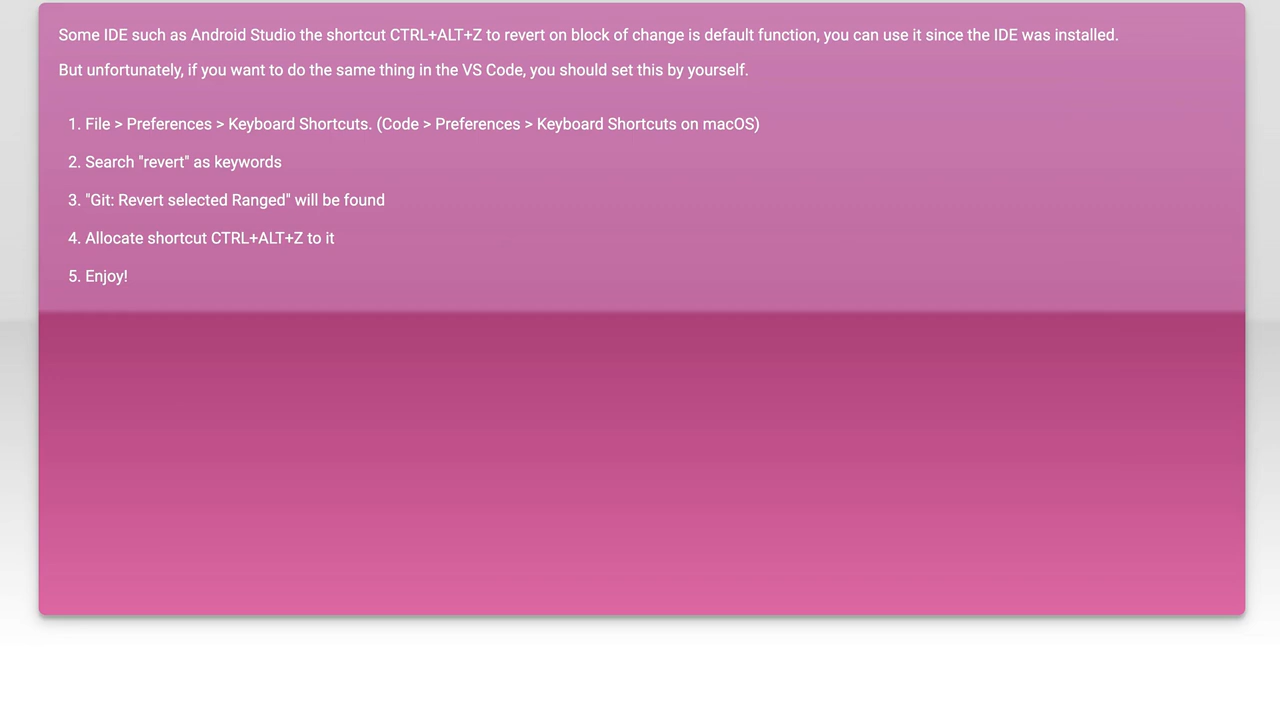 Some IDE such as Android Studio the shortcut CTRL+ALT+Z to revert on block of change is default function, you can use it since the IDE was installed.
But unfortunately, if you want to do the same thing in the VS Code, you should set this by yourself.
1. File > Preferences > Keyboard Shortcuts. (Code > Preferences > Keyboard Shortcuts on macOS)
2. Search "revert" as keywords
3. "Git: Revert selected Ranged" will be found
4. Allocate shortcut CTRL+ALT+Z to it
5. Enjoy!